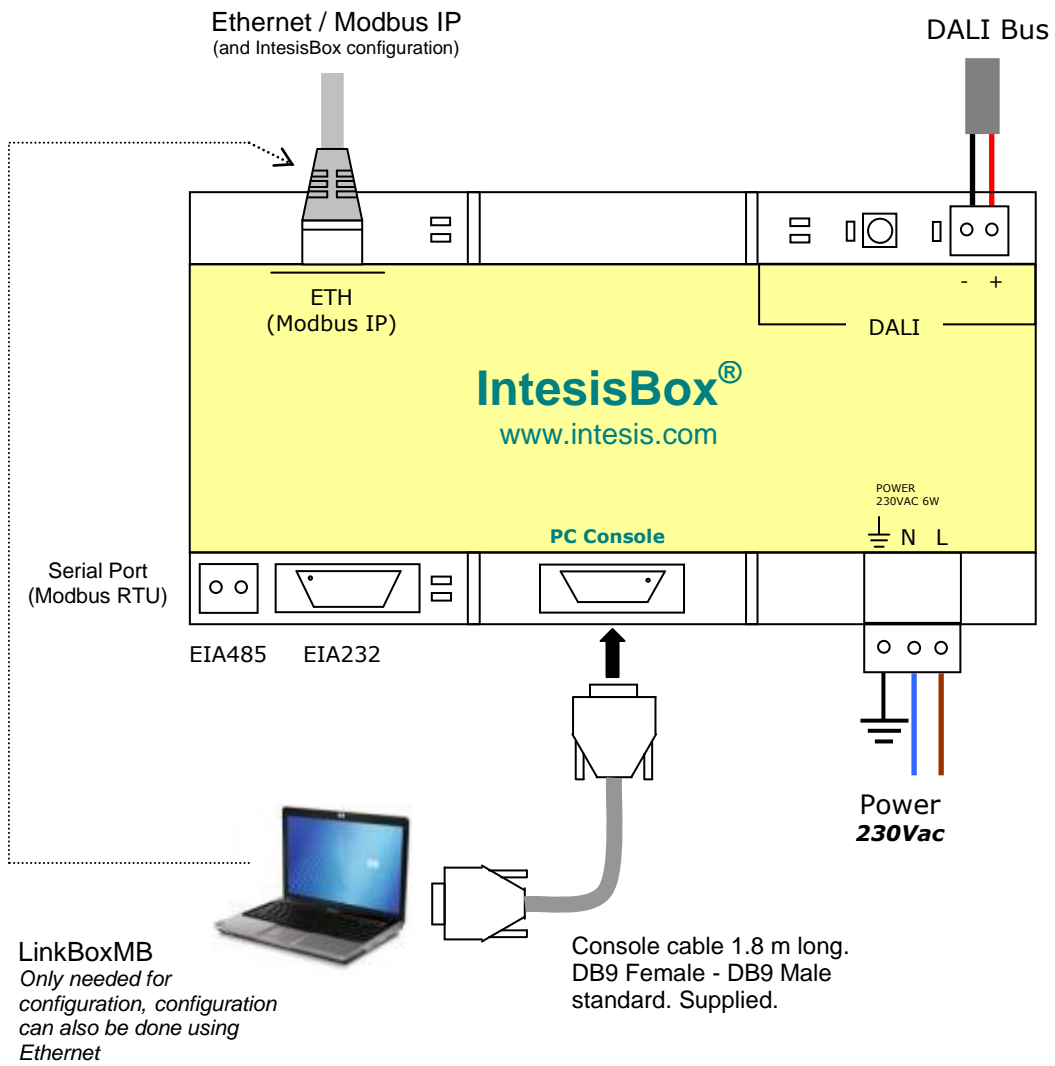 Ethernet / Modbus IP
(and IntesisBox configuration)
DALI Bus
- +
ETH
(Modbus IP)
DALI
IntesisBox®
www.intesis.com
POWER
230VAC 6W
N L
PC Console
Serial Port
(Modbus RTU)
EIA485 EIA232
Power
230Vac
LinkBoxMB
Only needed for
configuration, configuration
can also be done using
Ethernet
Console cable 1.8 m long.
DB9 Female - DB9 Male
standard. Supplied.